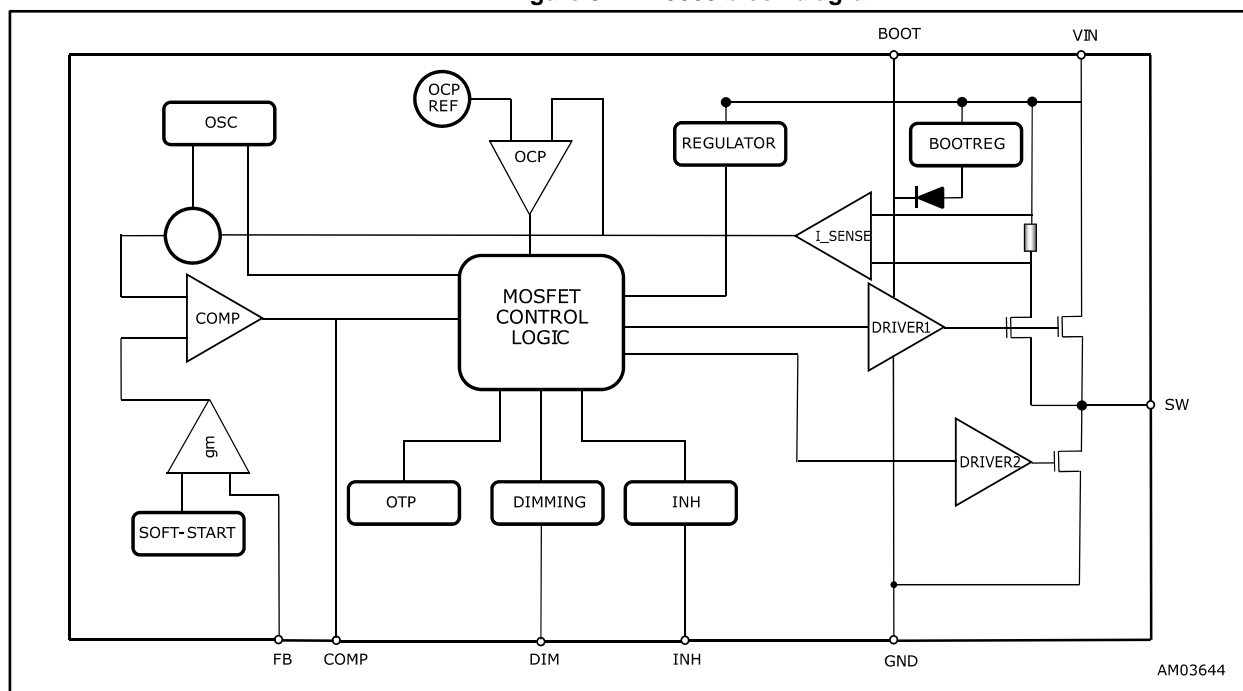 BOOT
VIN
OCP
REF
OSC
OCP
REGULATOR
BOOTREG
I_SENSE
MOSFET
CONTROL
LOGIC
COMP
DRIVER1
SW
gm
DRIVER2
OTP
DIMMING
INH
SOFT-START
FB
COMP
DIM
INH
GND
AM03644